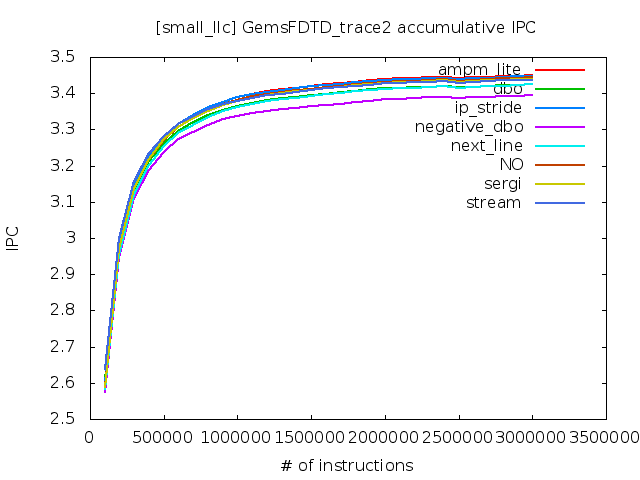 [small_llc] GemsFDTD_trace2 accumulative IPC
3.5
3.4
3.3
3.2
3.1
3
2.9
2.8
2.7
2.6
2.5
IPC
ampm_lite
dbo
ip_stride
negative_dbo
next_line
NO
sergi
stream
0 500000 1000000 1500000 2000000 2500000 3000000 3500000
# of instructions